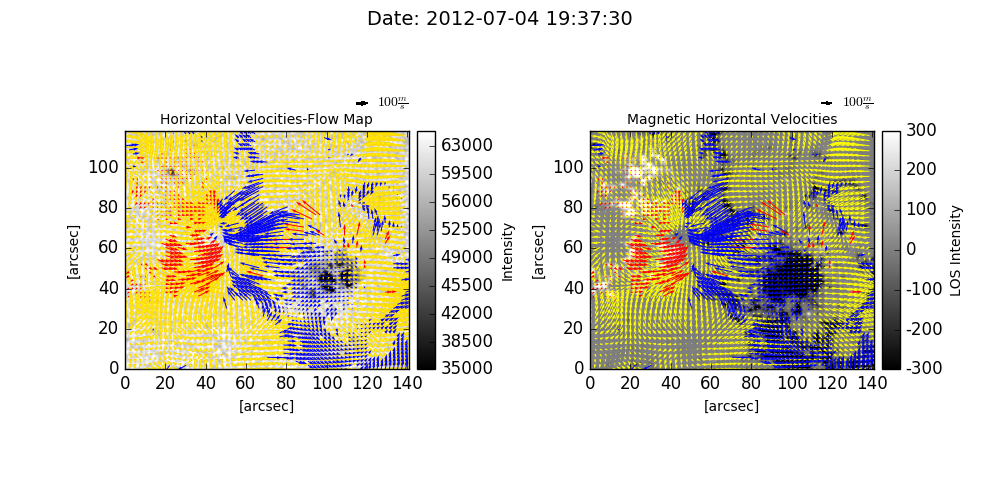 Date: 2012-07-04 19:37:30
100 m/s
100 m/s
Horizontal Velocities-Flow Map
Magnetic Horizontal Velocities
100
80
60
40
20
0
[arcsec]
0 20 40 60 80 100 120 140
[arcsec]
63000
59500
56000
52500
49000
45500
42000
38500
35000
Intensity
100
80
60
40
20
0
[arcsec]
0 20 40 60 80 100 120 140
[arcsec]
300
200
100
0
-100
-200
-300
LOS Intensity